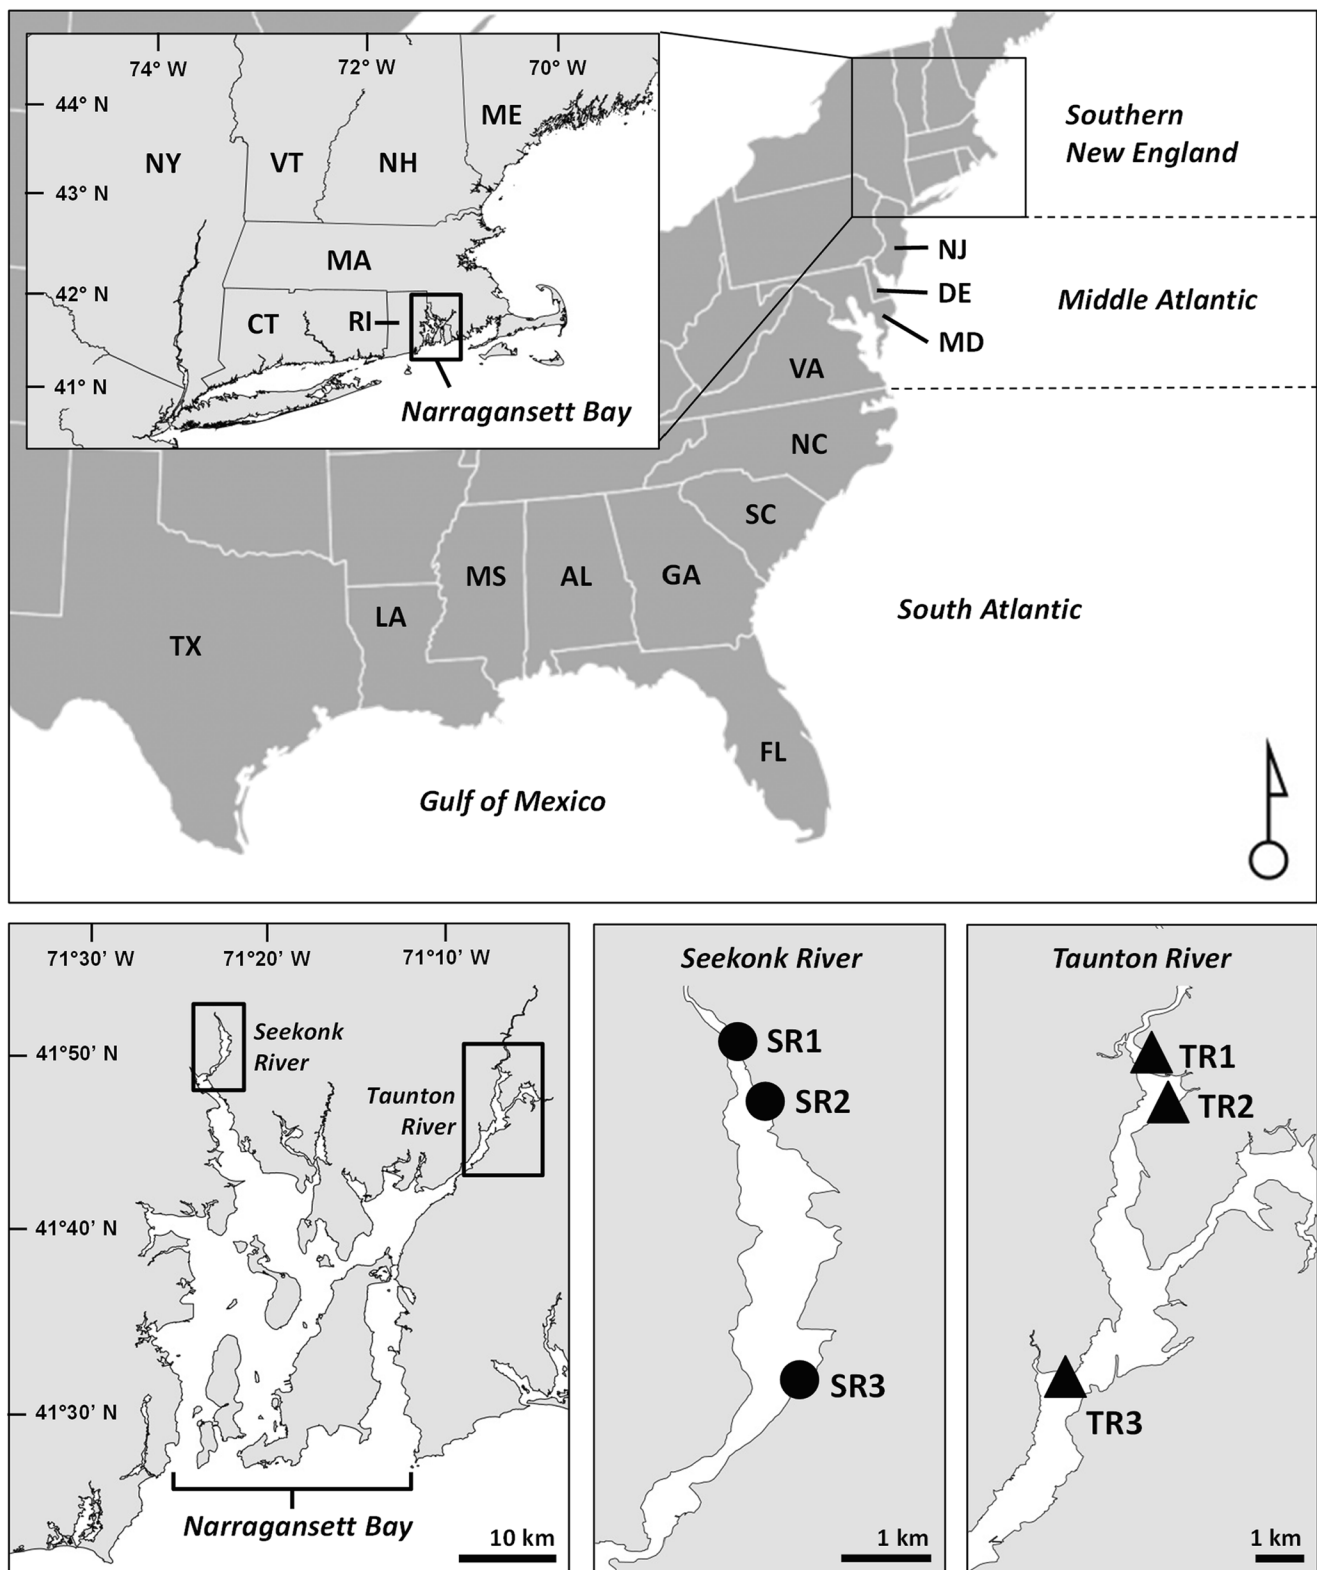 74° W
72° W
70° W
44° N
43° N
42° N
41° N
NY
VT
NH
ME
MA
CT
RI
Narragansett Bay
Southern
New England
NJ
DE
MD
Middle Atlantic
VA
NC
SC
MS
AL
GA
LA
TX
FL
South Atlantic
Gulf of Mexico
71°30’ W
71°20’ W
71°10’ W
41°50’ N
41°40’ N
41°30’ N
Seekonk
River
Taunton
River
Narragansett Bay
10 km
Seekonk River
SR1
SR2
SR3
1 km
Taunton River
TR1
TR2
TR3
1 km